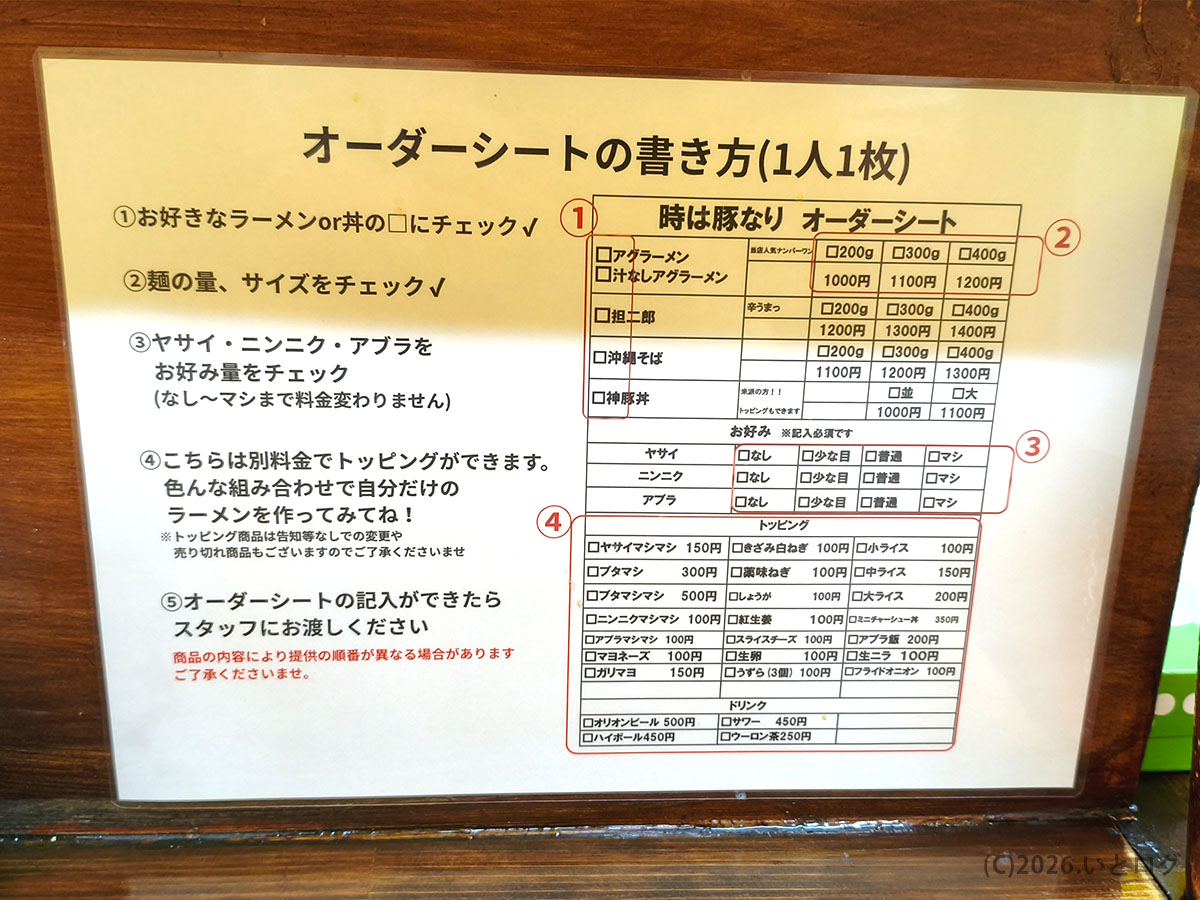 オーダーシートの書き方(1人1枚)
①お好きなラーメンor丼の□にチェック✓
②麺の量、サイズをチェック✓
③ヤサイ・ニンニク・アブラを
お好み量をチェック
(なし～マシまで料金変わりません)
④こちらは別料金でトッピングができます。
色んな組み合わせで自分だけの
ラーメンを作ってみてね！
※トッピング商品は告知等なしでの変更や
売り切れ商品もございますのでご了承くださいませ
⑤オーダーシートの記入ができたら
スタッフにお渡しください
商品の内容により提供の順番が異なる場合があります
ご了承くださいませ。
① 時は豚なり オーダーシート
②
□アグラーメン 当店人気ナンバーワン □200g □300g □400g
□汁なしアグラーメン 1000円 1100円 1200円
□担二郎 辛うまっ □200g □300g □400g
1200円 1300円 1400円
□沖縄そば □200g □300g □400g
1100円 1200円 1300円
□神豚丼 米派の方！！ □並 □大
トッピングもできます 1000円 1100円
お好み ※記入必須です
③
ヤサイ □なし □少な目 □普通 □マシ
ニンニク □なし □少な目 □普通 □マシ
アブラ □なし □少な目 □普通 □マシ
④ トッピング
□ヤサイマシマシ 150円 □きざみ白ねぎ 100円 □小ライス 100円
□ブタマシ 300円 □薬味ねぎ 100円 □中ライス 150円
□ブタマシマシ 500円 □しょうが 100円 □大ライス 200円
□ニンニクマシマシ 100円 □紅生姜 100円 □ミニチャーシュー丼 350円
□アブラマシマシ 100円 □スライスチーズ 100円 □アブラ飯 200円
□マヨネーズ 100円 □生卵 100円 □生ニラ 100円
□ガリマヨ 150円 □うずら(3個) 100円 □フライドオニオン 100円
ドリンク
□オリオンビール 500円 □サワー 450円
□ハイボール450円 □ウーロン茶250円
(C)2026.いと日グ